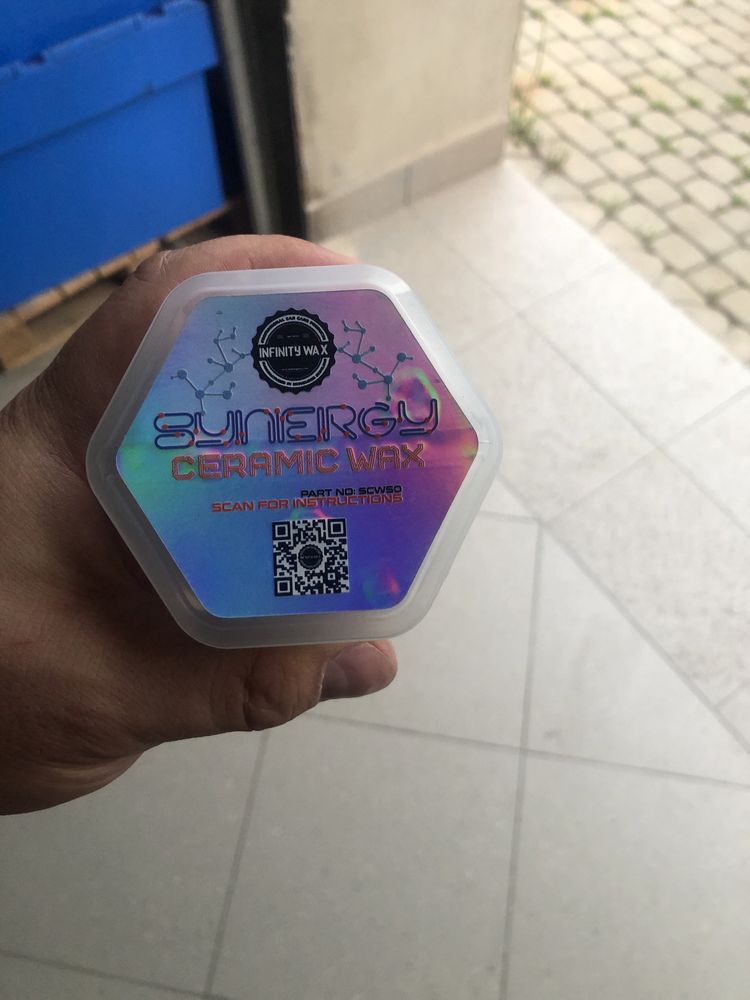 INFINITY WAX
SYNERGY
CERAMIC WAX
PART NO: SCW50
SCAN FOR INSTRUCTIONS